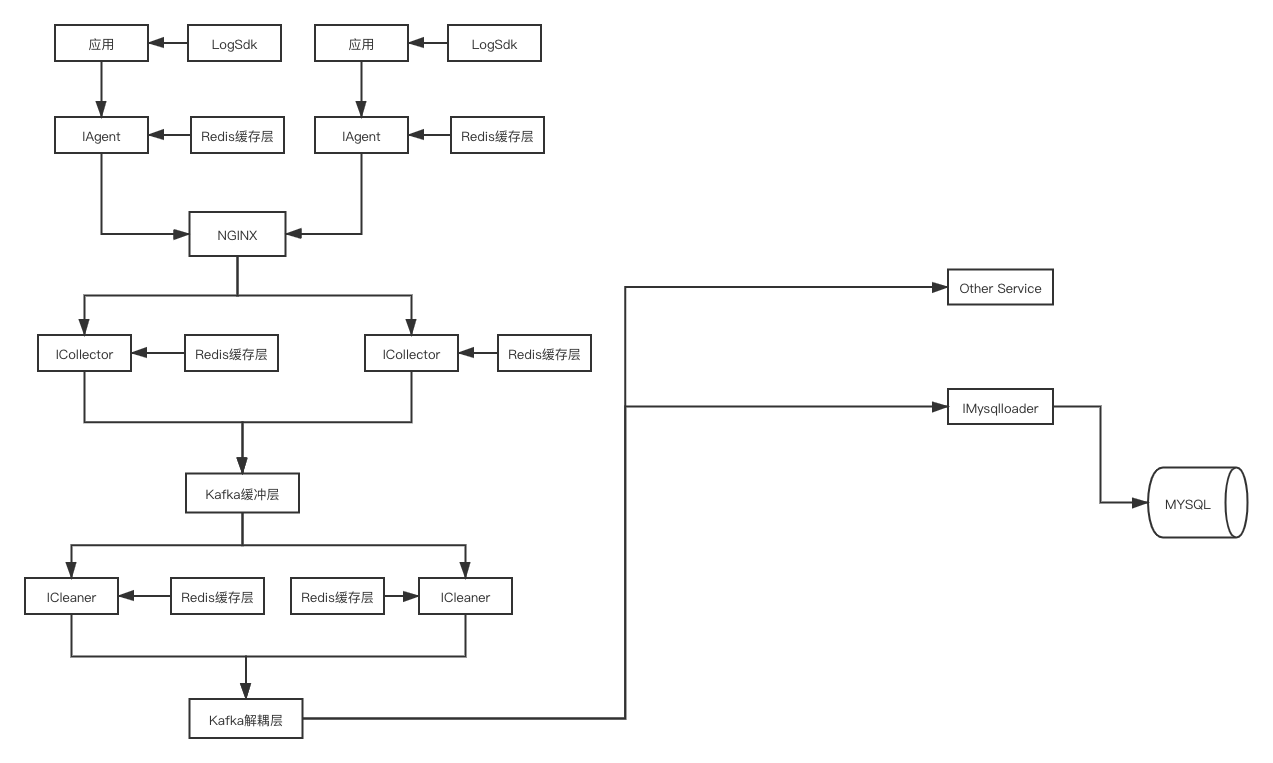 应用
LogSdk
应用
LogSdk
IAgent
Redis缓存层
IAgent
Redis缓存层
NGINX
Other Service
ICollector
Redis缓存层
ICollector
Redis缓存层
IMysqlloader
Kafka缓冲层
MYSQL
ICleaner
Redis缓存层
Redis缓存层
ICleaner
Kafka解耦层